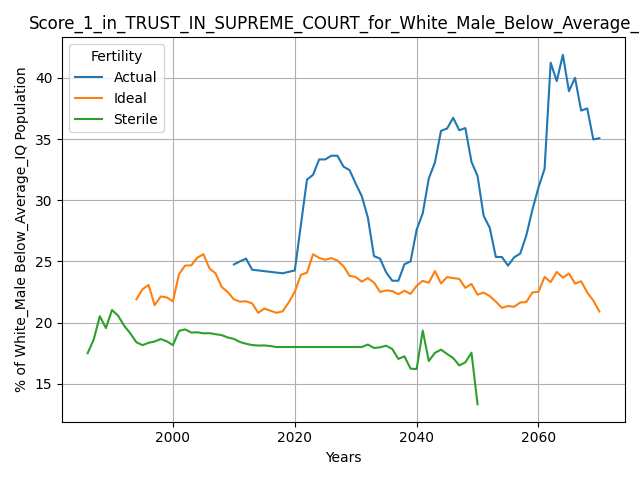 Score_1_in_TRUST_IN_SUPREME_COURT_for_White_Male_Below_Average_
Fertility
Actual
Ideal
Sterile
% of White_Male Below_Average_IQ Population
40
35
30
25
20
15
2000
2020
2040
2060
Years